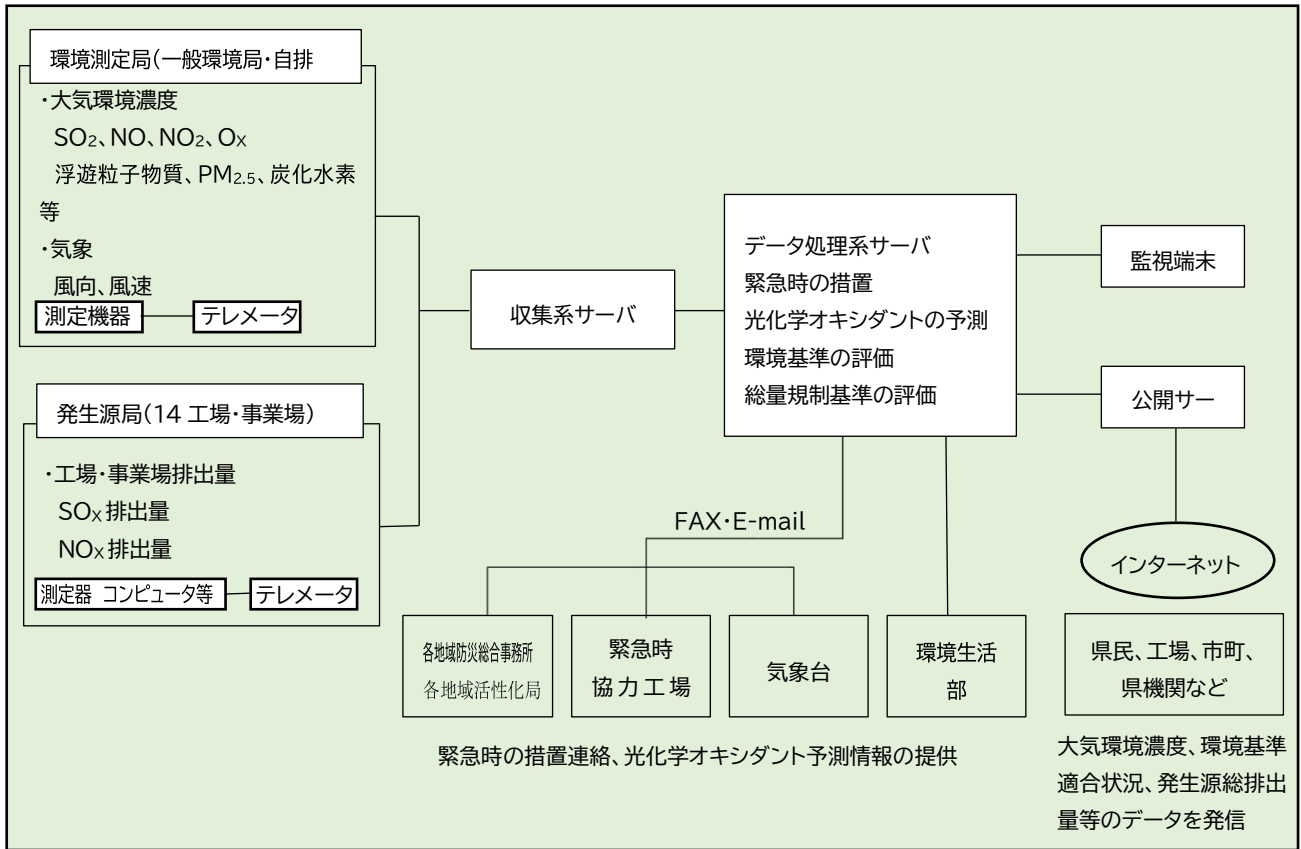 環境測定局(一般環境局・自排
・大気環境濃度
SO2、NO、NO2、OX
浮遊粒子物質、PM2.5、炭化水素
等
・気象
風向、風速
測定機器
テレメータ
発生源局(14 工場・事業場)
・工場・事業場排出量
SOX 排出量
NOX 排出量
測定器 コンピュータ等
テレメータ
収集系サーバ
データ処理系サーバ
緊急時の措置
光化学オキシダントの予測
環境基準の評価
総量規制基準の評価
監視端末
公開サー
インターネット
県民、工場、市町、
県機関など
大気環境濃度、環境基準
適合状況、発生源総排出
量等のデータを発信
FAX・E-mail
各地域防災総合事務所
各地域活性化局
緊急時
協力工場
気象台
環境生活
部
緊急時の措置連絡、光化学オキシダント予測情報の提供